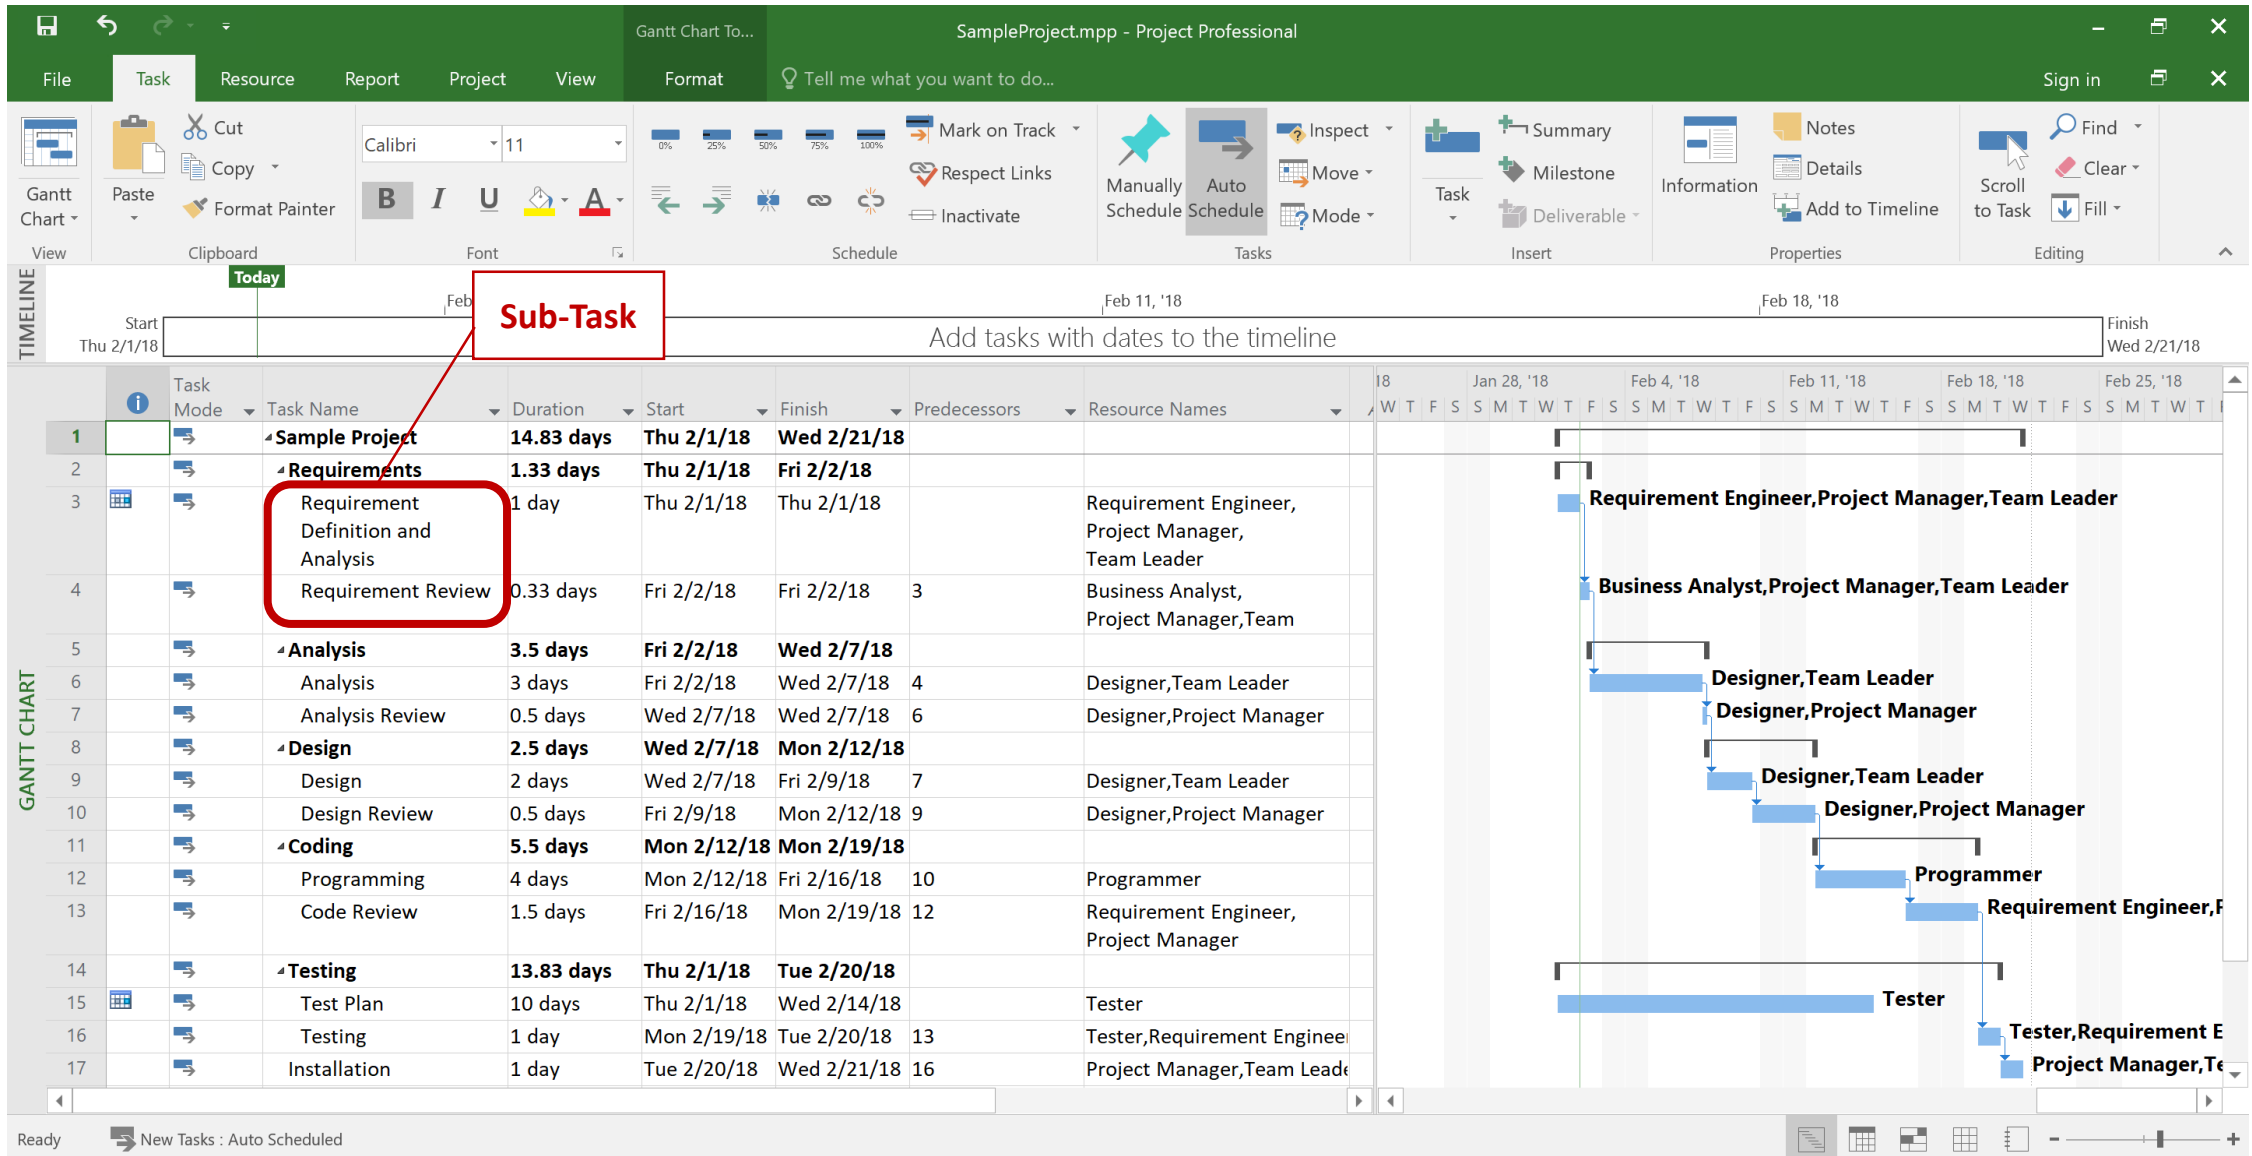 Gantt Chart To...
SampleProject.mpp - Project Professional
File Task Resource Report Project View Format Tell me what you want to do... Sign in
Gantt Chart
View
Paste
Cut
Copy
Format Painter
Clipboard
Calibri 11
B I U A
Font
0% 25% 50% 75% 100%
Mark on Track
Respect Links
Inactivate
Schedule
Manually Schedule
Auto Schedule
Inspect
Move
Mode
Tasks
Task
Summary
Milestone
Deliverable
Insert
Information
Notes
Details
Add to Timeline
Properties
Scroll to Task
Find
Clear
Fill
Editing
TIMELINE
Today
Feb
Feb 11, '18
Feb 18, '18
Start
Thu 2/1/18
Add tasks with dates to the timeline
Finish
Wed 2/21/18
Sub-Task
GANTT CHART
Task Mode Task Name Duration Start Finish Predecessors Resource Names
1 Sample Project 14.83 days Thu 2/1/18 Wed 2/21/18
2 Requirements 1.33 days Thu 2/1/18 Fri 2/2/18
3 Requirement 1 day Thu 2/1/18 Thu 2/1/18 Requirement Engineer,
Definition and Project Manager,
Analysis Team Leader
4 Requirement Review 0.33 days Fri 2/2/18 Fri 2/2/18 3 Business Analyst,
Project Manager,Team
5 Analysis 3.5 days Fri 2/2/18 Wed 2/7/18
6 Analysis 3 days Fri 2/2/18 Wed 2/7/18 4 Designer,Team Leader
7 Analysis Review 0.5 days Wed 2/7/18 Wed 2/7/18 6 Designer,Project Manager
8 Design 2.5 days Wed 2/7/18 Mon 2/12/18
9 Design 2 days Wed 2/7/18 Fri 2/9/18 7 Designer,Team Leader
10 Design Review 0.5 days Fri 2/9/18 Mon 2/12/18 9 Designer,Project Manager
11 Coding 5.5 days Mon 2/12/18 Mon 2/19/18
12 Programming 4 days Mon 2/12/18 Fri 2/16/18 10 Programmer
13 Code Review 1.5 days Fri 2/16/18 Mon 2/19/18 12 Requirement Engineer,
Project Manager
14 Testing 13.83 days Thu 2/1/18 Tue 2/20/18
15 Test Plan 10 days Thu 2/1/18 Wed 2/14/18 Tester
16 Testing 1 day Mon 2/19/18 Tue 2/20/18 13 Tester,Requirement Engineer
17 Installation 1 day Tue 2/20/18 Wed 2/21/18 16 Project Manager,Team Leade
18 Jan 28, '18 Feb 4, '18 Feb 11, '18 Feb 18, '18 Feb 25, '18
W T F S S M T W T F S S M T W T F S S M T W T F S S M T W T F S S M T W T
Requirement Engineer,Project Manager,Team Leader
Business Analyst,Project Manager,Team Leader
Designer,Team Leader
Designer,Project Manager
Designer,Team Leader
Designer,Project Manager
Programmer
Requirement Engineer,P
Tester
Tester,Requirement E
Project Manager,Te
Ready New Tasks : Auto Scheduled